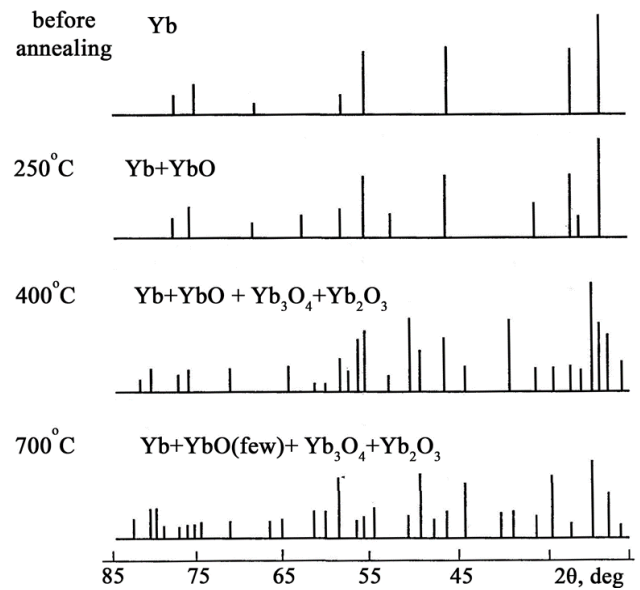 before
annealing
Yb
250°C
Yb+YbO
400°C
Yb+YbO + Yb₃O₄+Yb₂O₃
700°C
Yb+YbO(few)+ Yb₃O₄+Yb₂O₃
85 75 65 55 45 2θ, deg